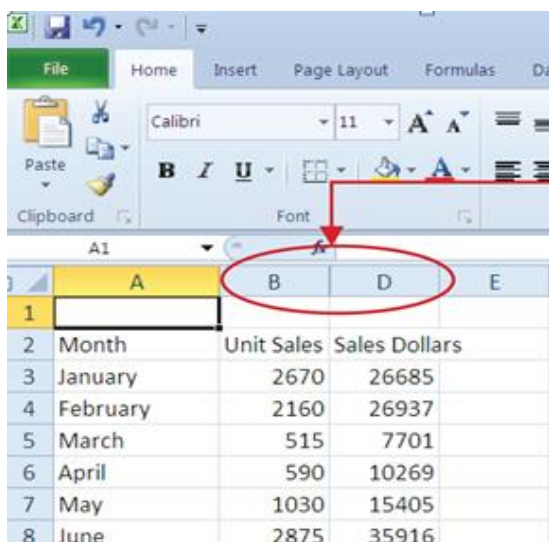 File Home Insert Page Layout Formulas Da
Calibri 11 A A
Paste B I U A
Clipboard Font
A1 fx
A B D E
1
2 Month Unit Sales Sales Dollars
3 January 2670 26685
4 February 2160 26937
5 March 515 7701
6 April 590 10269
7 May 1030 15405
8 June 2875 35916